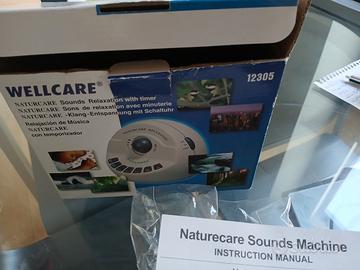 WELLCARE®
12305
NATURCARE Sounds Relaxation with timer
NATURCARE Sons de relaxation avec minuterie
NATURCARE -Klang-Entspannung mit Schaltuhr
Relajación de Música
NATURCARE
con temporizador
Naturecare Sounds Machine
INSTRUCTION MANUAL